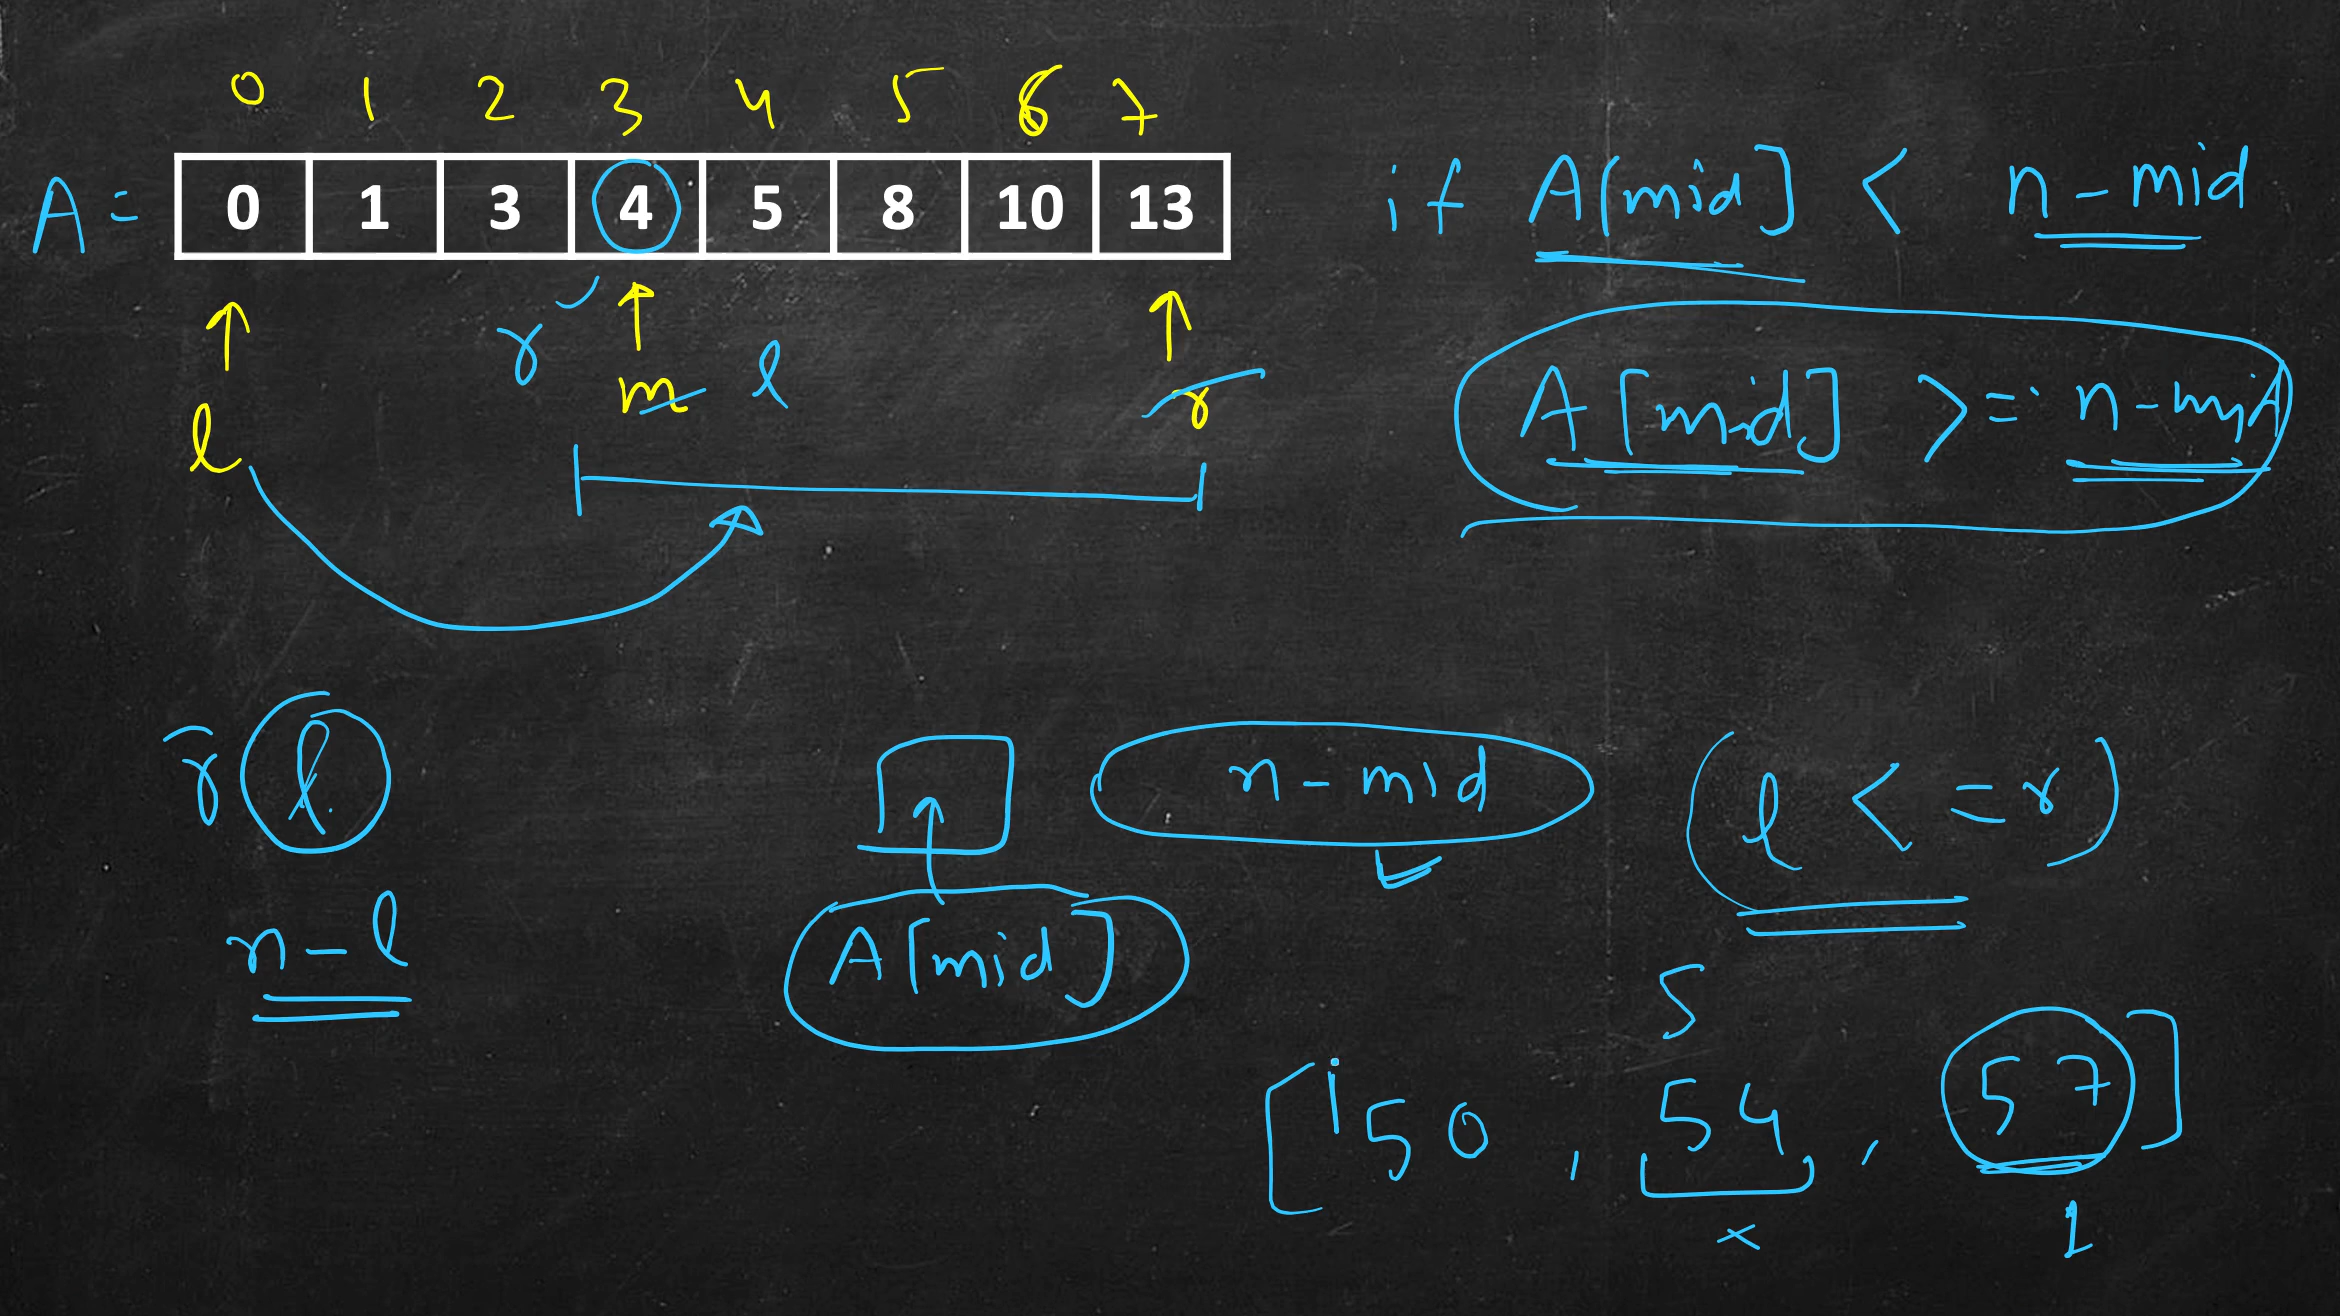 0 1 2 3 4 5 6 7
A = 0 1 3 4 5 8 10 13
if A[mid] < n - mid
r m l r
l
A[mid] >= n - mid
r l
n - mid
(l <= r)
n - l
A[mid]
5
[50, 54, 57]
x 1